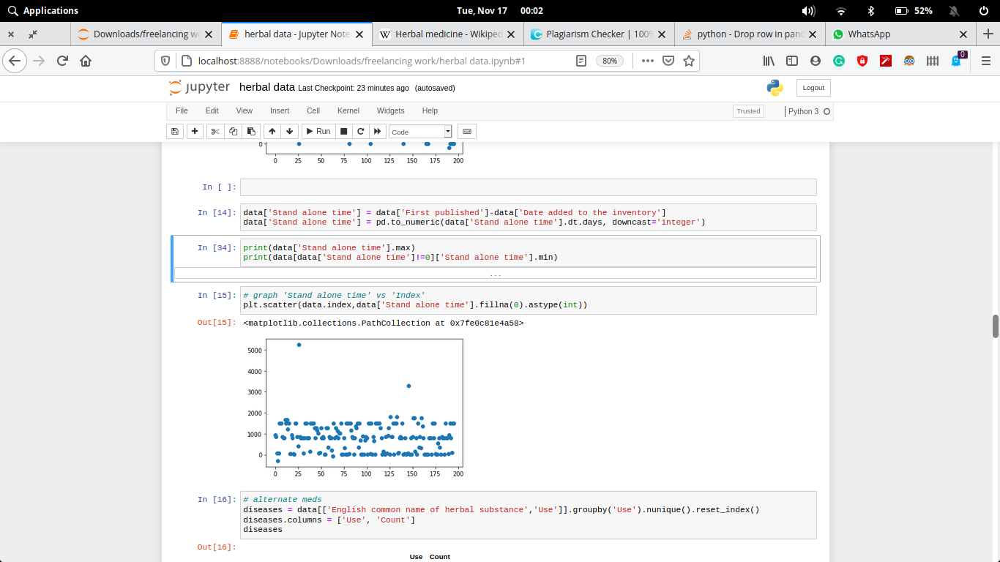 Applications
Tue, Nov 17 00:02
52%
Downloads/freelancing wo
herbal data - Jupyter Note
Herbal medicine - Wikiped
Plagiarism Checker | 100%
python - Drop row in pand
WhatsApp
localhost:8888/notebooks/Downloads/freelancing work/herbal data.ipynb#1
80%
0
jupyter herbal data Last Checkpoint: 23 minutes ago (autosaved)
Logout
File Edit View Insert Cell Kernel Widgets Help
Trusted
Python 3
Run
Code
0
0 25 50 75 100 125 150 175 200
In [ ]:
In [14]: data['Stand alone time'] = data['First published']-data['Date added to the inventory']
data['Stand alone time'] = pd.to_numeric(data['Stand alone time'].dt.days, downcast='integer')
In [34]: print(data['Stand alone time'].max)
print(data[data['Stand alone time']!=0]['Stand alone time'].min)
...
In [15]: # graph 'Stand alone time' vs 'Index'
plt.scatter(data.index,data['Stand alone time'].fillna(0).astype(int))
Out[15]: <matplotlib.collections.PathCollection at 0x7fe0c81e4a58>
5000
4000
3000
2000
1000
0
0 25 50 75 100 125 150 175 200
In [16]: # alternate meds
diseases = data[['English common name of herbal substance','Use']].groupby('Use').nunique().reset_index()
diseases.columns = ['Use', 'Count']
diseases
Out[16]:
Use Count